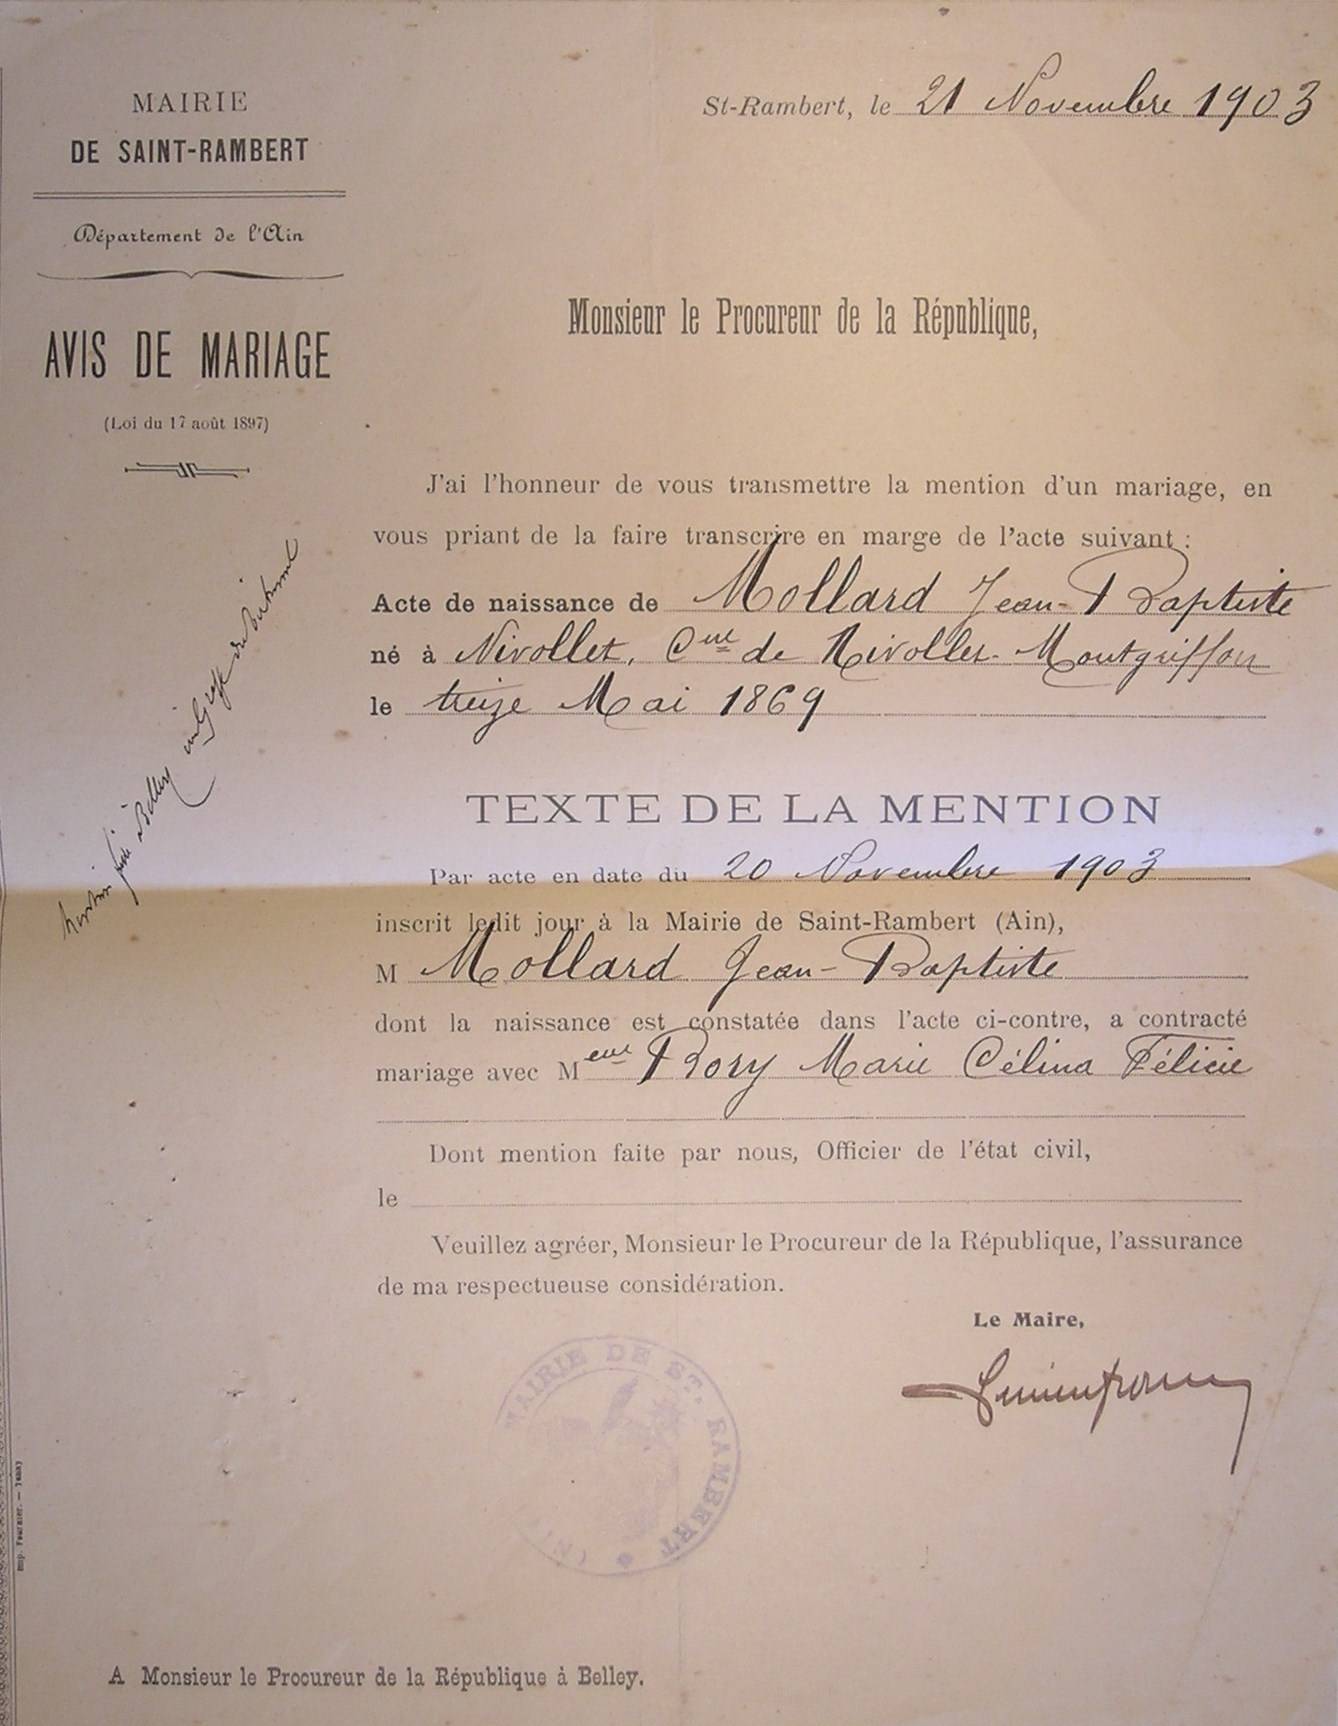 MAIRIE
DE SAINT-RAMBERT
Département de l'Ain
AVIS DE MARIAGE
(Loi du 17 août 1897)
St-Rambert, le 21 Novembre 1903
Monsieur le Procureur de la République,
J'ai l'honneur de vous transmettre la mention d'un mariage, en
vous priant de la faire transcrire en marge de l'acte suivant :
Acte de naissance de Mollard Jean-Baptiste
né à Nivollet, Cne de Nivollet-Montgriffon
le treize Mai 1869
Mention faite à Belley
TEXTE DE LA MENTION
Par acte en date du 20 Novembre 1903
inscrit ledit jour à la Mairie de Saint-Rambert (Ain),
M Mollard Jean-Baptiste
dont la naissance est constatée dans l'acte ci-contre, a contracté
mariage avec M Bory Marie Célina Félicie
Dont mention faite par nous, Officier de l'état civil,
le
Veuillez agréer, Monsieur le Procureur de la République, l'assurance
de ma respectueuse considération.
Le Maire,
MAIRIE DE ST. RAMBERT
A Monsieur le Procureur de la République à Belley.
Imp. Fournier. — Tenay